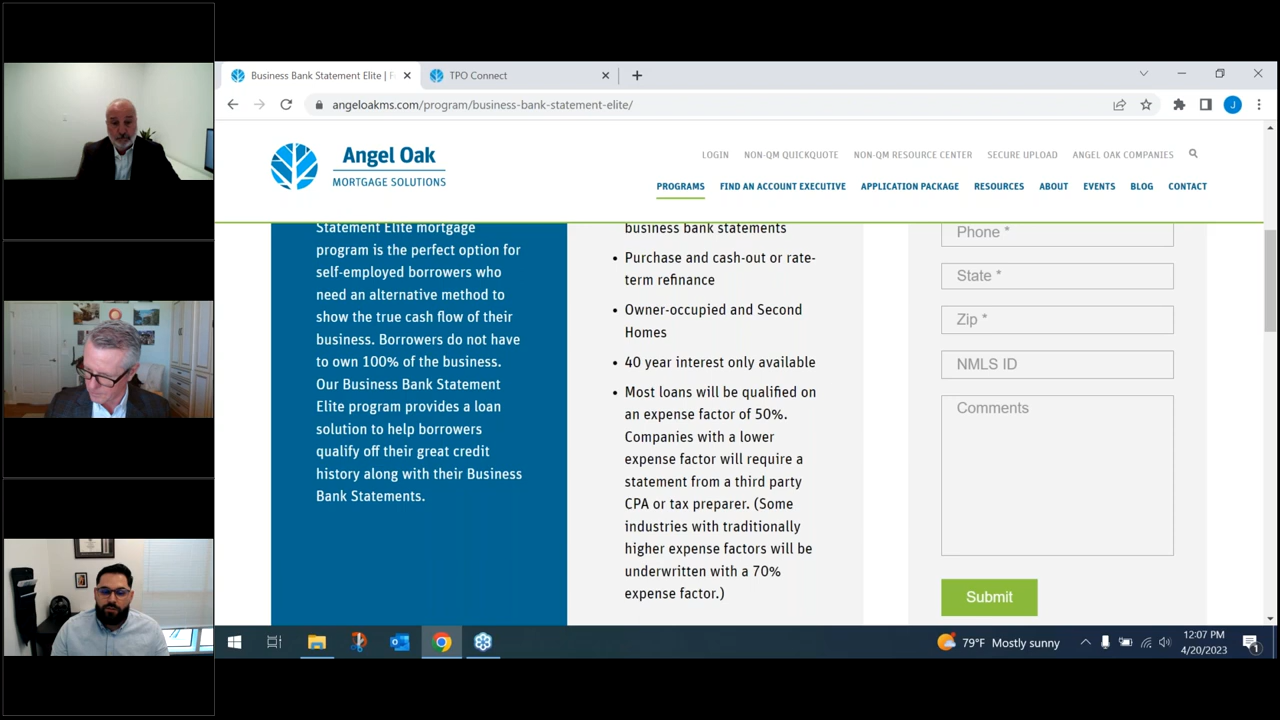 Business Bank Statement Elite | F
TPO Connect
angeloakms.com/program/business-bank-statement-elite/
J
Angel Oak
MORTGAGE SOLUTIONS
LOGIN NON-QM QUICKQUOTE NON-QM RESOURCE CENTER SECURE UPLOAD ANGEL OAK COMPANIES
PROGRAMS FIND AN ACCOUNT EXECUTIVE APPLICATION PACKAGE RESOURCES ABOUT EVENTS BLOG CONTACT
Statement Elite mortgage
program is the perfect option for
self-employed borrowers who
need an alternative method to
show the true cash flow of their
business. Borrowers do not have
to own 100% of the business.
Our Business Bank Statement
Elite program provides a loan
solution to help borrowers
qualify off their great credit
history along with their Business
Bank Statements.
business bank statements
• Purchase and cash-out or rate-
term refinance
• Owner-occupied and Second
Homes
• 40 year interest only available
• Most loans will be qualified on
an expense factor of 50%.
Companies with a lower
expense factor will require a
statement from a third party
CPA or tax preparer. (Some
industries with traditionally
higher expense factors will be
underwritten with a 70%
expense factor.)
Phone *
State *
Zip *
NMLS ID
Comments
Submit
79°F Mostly sunny
12:07 PM
4/20/2023
1